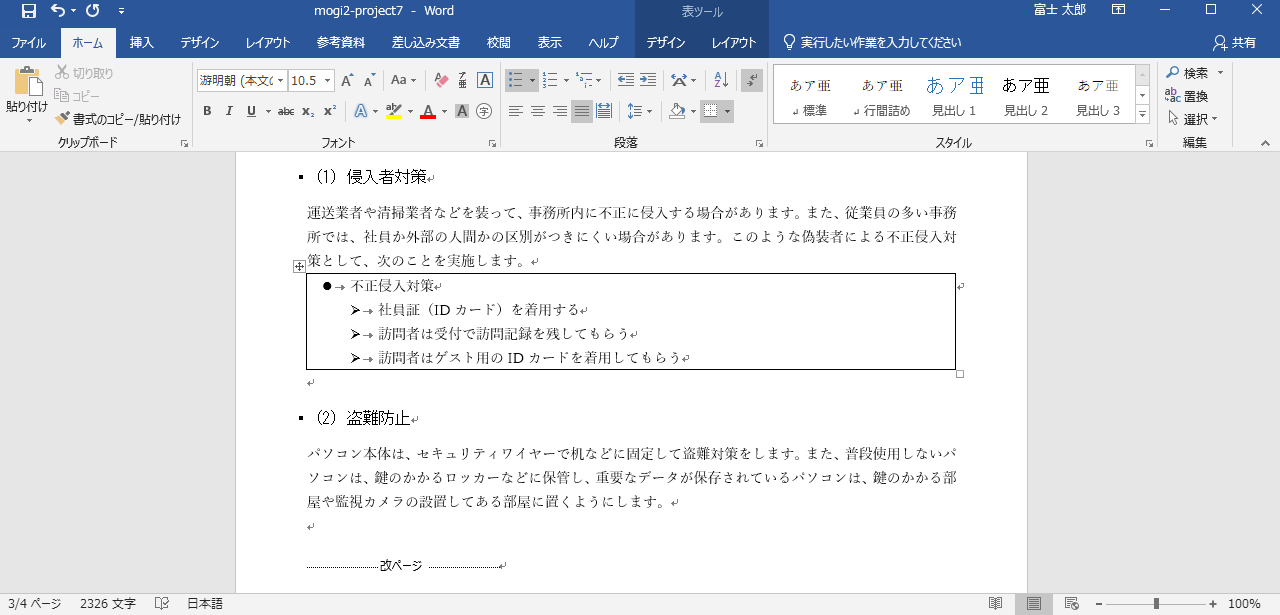 mogi2-project7 - Word
表ツール
富士 太郎
ファイル ホーム 挿入 デザイン レイアウト 参考資料 差し込み文書 校閲 表示 ヘルプ デザイン レイアウト 実行したい作業を入力してください 共有
貼り付け
切り取り
コピー
書式のコピー/貼り付け
クリップボード
游明朝 (本文の 10.5
フォント
段落
あア亜 あア亜 あア亜 あア亜 あア亜
標準 行間詰め 見出し 1 見出し 2 見出し 3
スタイル
検索
置換
選択
編集
(1) 侵入者対策
運送業者や清掃業者などを装って、事務所内に不正に侵入する場合があります。また、従業員の多い事務
所では、社員か外部の人間かの区別がつきにくい場合があります。このような偽装者による不正侵入対
策として、次のことを実施します。
● 不正侵入対策
➢ 社員証（ID カード）を着用する
➢ 訪問者は受付で訪問記録を残してもらう
➢ 訪問者はゲスト用の ID カードを着用してもらう
(2) 盗難防止
パソコン本体は、セキュリティワイヤーで机などに固定して盗難対策をします。また、普段使用しないパ
ソコンは、鍵のかかるロッカーなどに保管し、重要なデータが保存されているパソコンは、鍵のかかる部
屋や監視カメラの設置してある部屋に置くようにします。
改ページ
3/4 ページ 2326 文字 日本語 100%